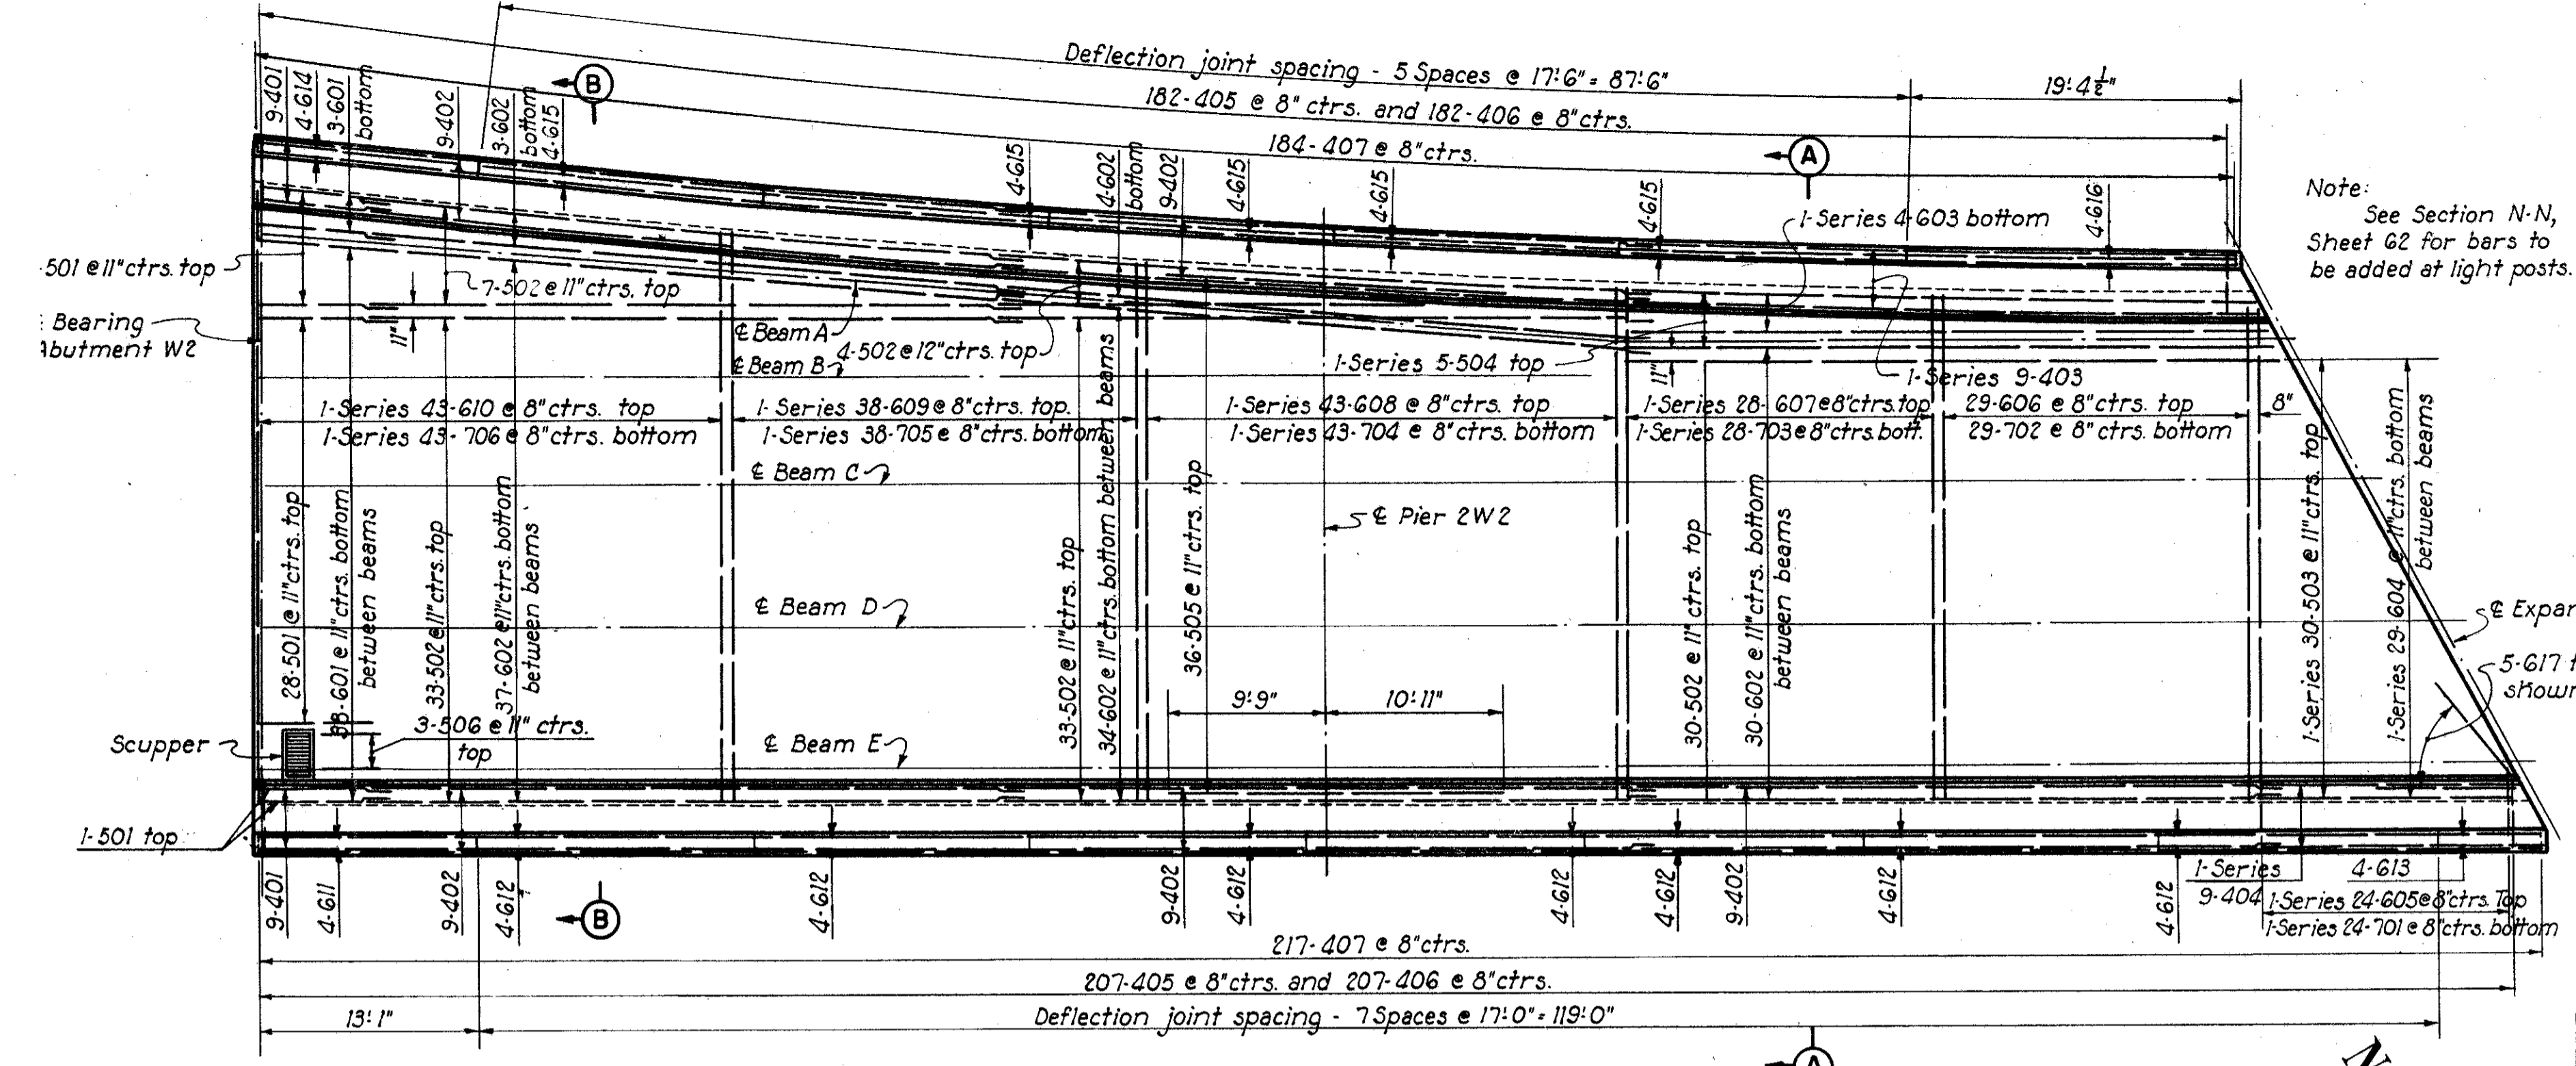 Deflection joint spacing - 5 Spaces @ 17'-6" = 87'-6"
19'-4 1/2"
182-405 @ 8" ctrs. and 182-406 @ 8" ctrs.
184-407 @ 8" ctrs.
B
A
9-401
4-614
3-601
bottom
9-402
3-602
bottom
4-615
4-615
4-602
bottom
9-402
4-615
4-615
4-615
4-616
1-Series 4-603 bottom
Note:
See Section N-N,
Sheet 62 for bars to
be added at light posts.
501 @ 11" ctrs. top
7-502 @ 11" ctrs. top
Bearing
Abutment W2
11"
℄ Beam A
4-502 @ 12" ctrs. top
℄ Beam B
1-Series 5-504 top
11"
1-Series 9-403
1-Series 43-610 @ 8" ctrs. top
1-Series 43-706 @ 8" ctrs. bottom
1-Series 38-609 @ 8" ctrs. top.
1-Series 38-705 @ 8" ctrs. bottom
1-Series 43-608 @ 8" ctrs. top
1-Series 43-704 @ 8" ctrs. bottom
1-Series 28-607 @ 8" ctrs. top
1-Series 28-703 @ 8" ctrs. bott.
29-606 @ 8" ctrs. top
29-702 @ 8" ctrs. bottom
8"
℄ Beam C
28-501 @ 11" ctrs. top
38-601 @ 11" ctrs. bottom
between beams
33-502 @ 11" ctrs. top
37-602 @ 11" ctrs. bottom
between beams
33-502 @ 11" ctrs. top
34-602 @ 11" ctrs. bottom between beams
36-505 @ 11" ctrs. top
℄ Pier 2W2
30-502 @ 11" ctrs. top
30-602 @ 11" ctrs. bottom
between beams
1-Series 30-503 @ 11" ctrs. top
1-Series 29-604 @ 11" ctrs. bottom
between beams
℄ Beam D
℄ Expan
5-617 t
shown
9'-9"
10'-11"
3-506 @ 11" ctrs.
top
Scupper
℄ Beam E
1-501 top
9-401
4-611
9-402
4-612
B
4-612
9-402
4-612
4-612
4-612
9-402
4-612
4-612
1-Series
9-404
4-613
1-Series 24-605 @ 8" ctrs. Top
1-Series 24-701 @ 8" ctrs. bottom
217-407 @ 8" ctrs.
207-405 @ 8" ctrs. and 207-406 @ 8" ctrs.
13'-1"
Deflection joint spacing - 7 Spaces @ 17'-0" = 119'-0"
A
N